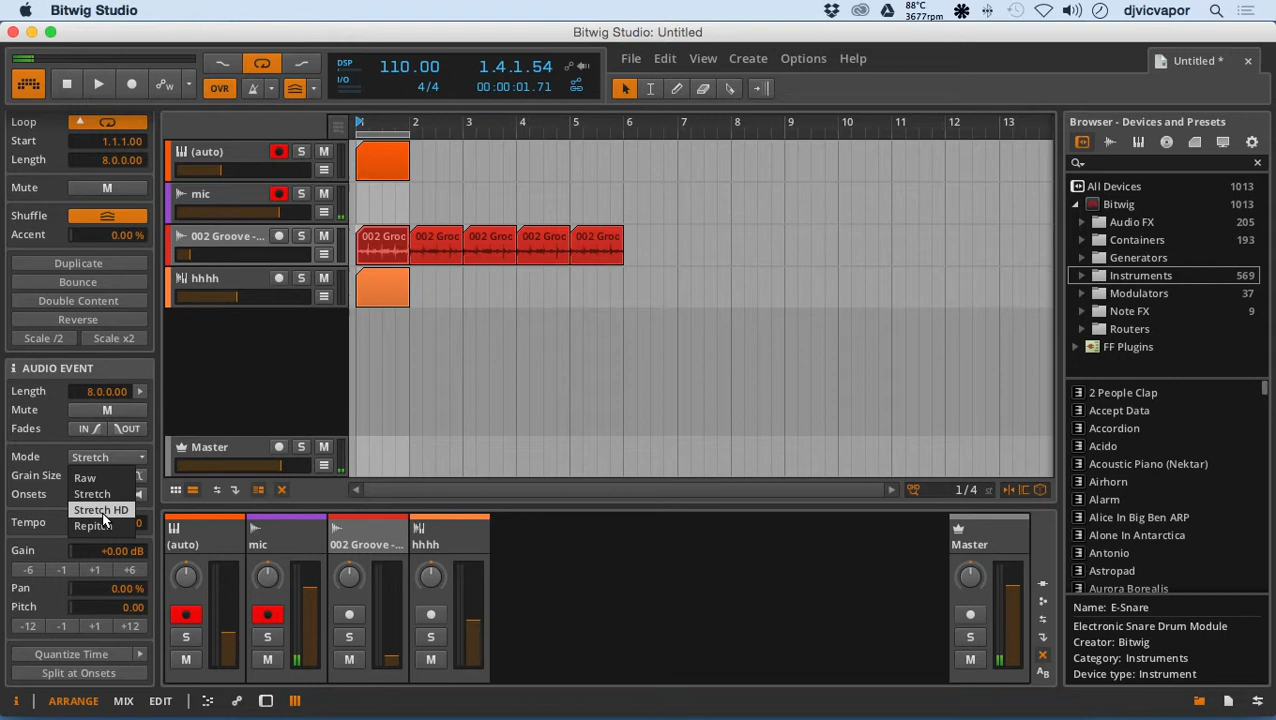 Bitwig Studio
88°C
3677rpm
djvicvapor
Bitwig Studio: Untitled
OVR
DSP
I/O
110.00
4/4
1.4.1.54
00:00:01.71
File Edit View Create Options Help
Untitled *
Loop
Start 1.1.1.00
Length 8.0.0.00
Mute M
Shuffle
Accent 0.00 %
Duplicate
Bounce
Double Content
Reverse
Scale /2 Scale x2
AUDIO EVENT
Length 8.0.0.00
Mute M
Fades IN OUT
Mode Stretch
Grain Size
Onsets
Raw
Stretch
Stretch HD
Repitch
Tempo
Gain +0.00 dB
-6 -1 +1 +6
Pan 0.00 %
Pitch 0.00
-12 -1 +1 +12
Quantize Time
Split at Onsets
1 2 3 4 5 6 7 8 9 10 11 12 13
(auto) S M
mic S M
002 Groove -... S M
002 Groc 002 Groc 002 Groc 002 Groc 002 Groc
hhhh S M
Master S M
1/4 st
(auto) mic 002 Groove -... hhhh Master
S S S S S
M M M M M
Browser - Devices and Presets
All Devices 1013
Bitwig 1013
Audio FX 205
Containers 193
Generators
Instruments 569
Modulators 37
Note FX 9
Routers
FF Plugins
2 People Clap
Accept Data
Accordion
Acido
Acoustic Piano (Nektar)
Airhorn
Alarm
Alice In Big Ben ARP
Alone In Antarctica
Antonio
Astropad
Aurora Borealis
Name: E-Snare
Electronic Snare Drum Module
Creator: Bitwig
Category: Instruments
Device type: Instrument
i ARRANGE MIX EDIT